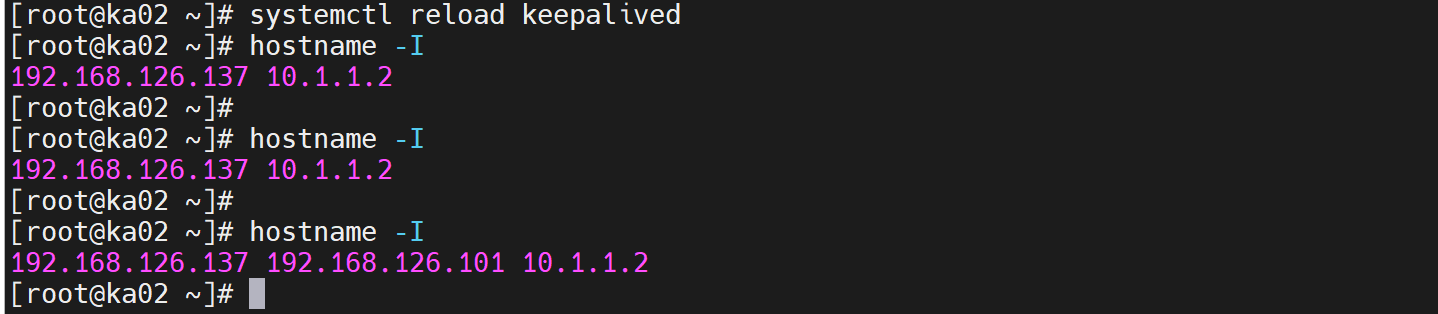 [root@ka02 ~]# systemctl reload keepalived
[root@ka02 ~]# hostname -I
192.168.126.137 10.1.1.2
[root@ka02 ~]#
[root@ka02 ~]# hostname -I
192.168.126.137 10.1.1.2
[root@ka02 ~]#
[root@ka02 ~]# hostname -I
192.168.126.137 192.168.126.101 10.1.1.2
[root@ka02 ~]#